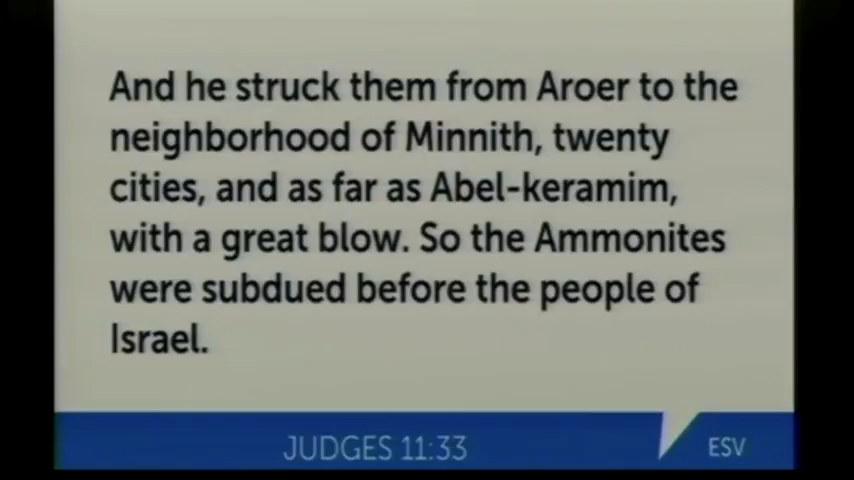 And he struck them from Aroer to the
neighborhood of Minnith, twenty
cities, and as far as Abel-keramim,
with a great blow. So the Ammonites
were subdued before the people of
Israel.
JUDGES 11:33
ESV